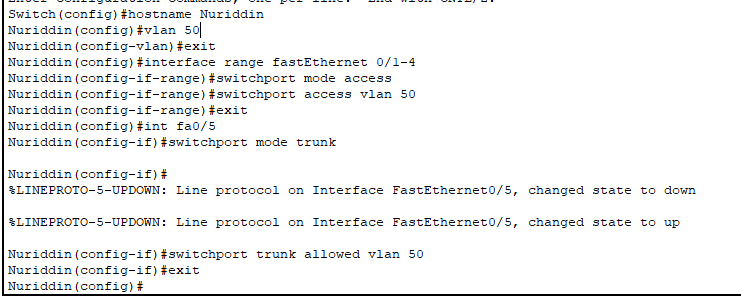 Switch(config)#hostname Nuriddin
Nuriddin(config)#vlan 50
Nuriddin(config-vlan)#exit
Nuriddin(config)#interface range fastEthernet 0/1-4
Nuriddin(config-if-range)#switchport mode access
Nuriddin(config-if-range)#switchport access vlan 50
Nuriddin(config-if-range)#exit
Nuriddin(config)#int fa0/5
Nuriddin(config-if)#switchport mode trunk
Nuriddin(config-if)#
%LINEPROTO-5-UPDOWN: Line protocol on Interface FastEthernet0/5, changed state to down
%LINEPROTO-5-UPDOWN: Line protocol on Interface FastEthernet0/5, changed state to up
Nuriddin(config-if)#switchport trunk allowed vlan 50
Nuriddin(config-if)#exit
Nuriddin(config)#